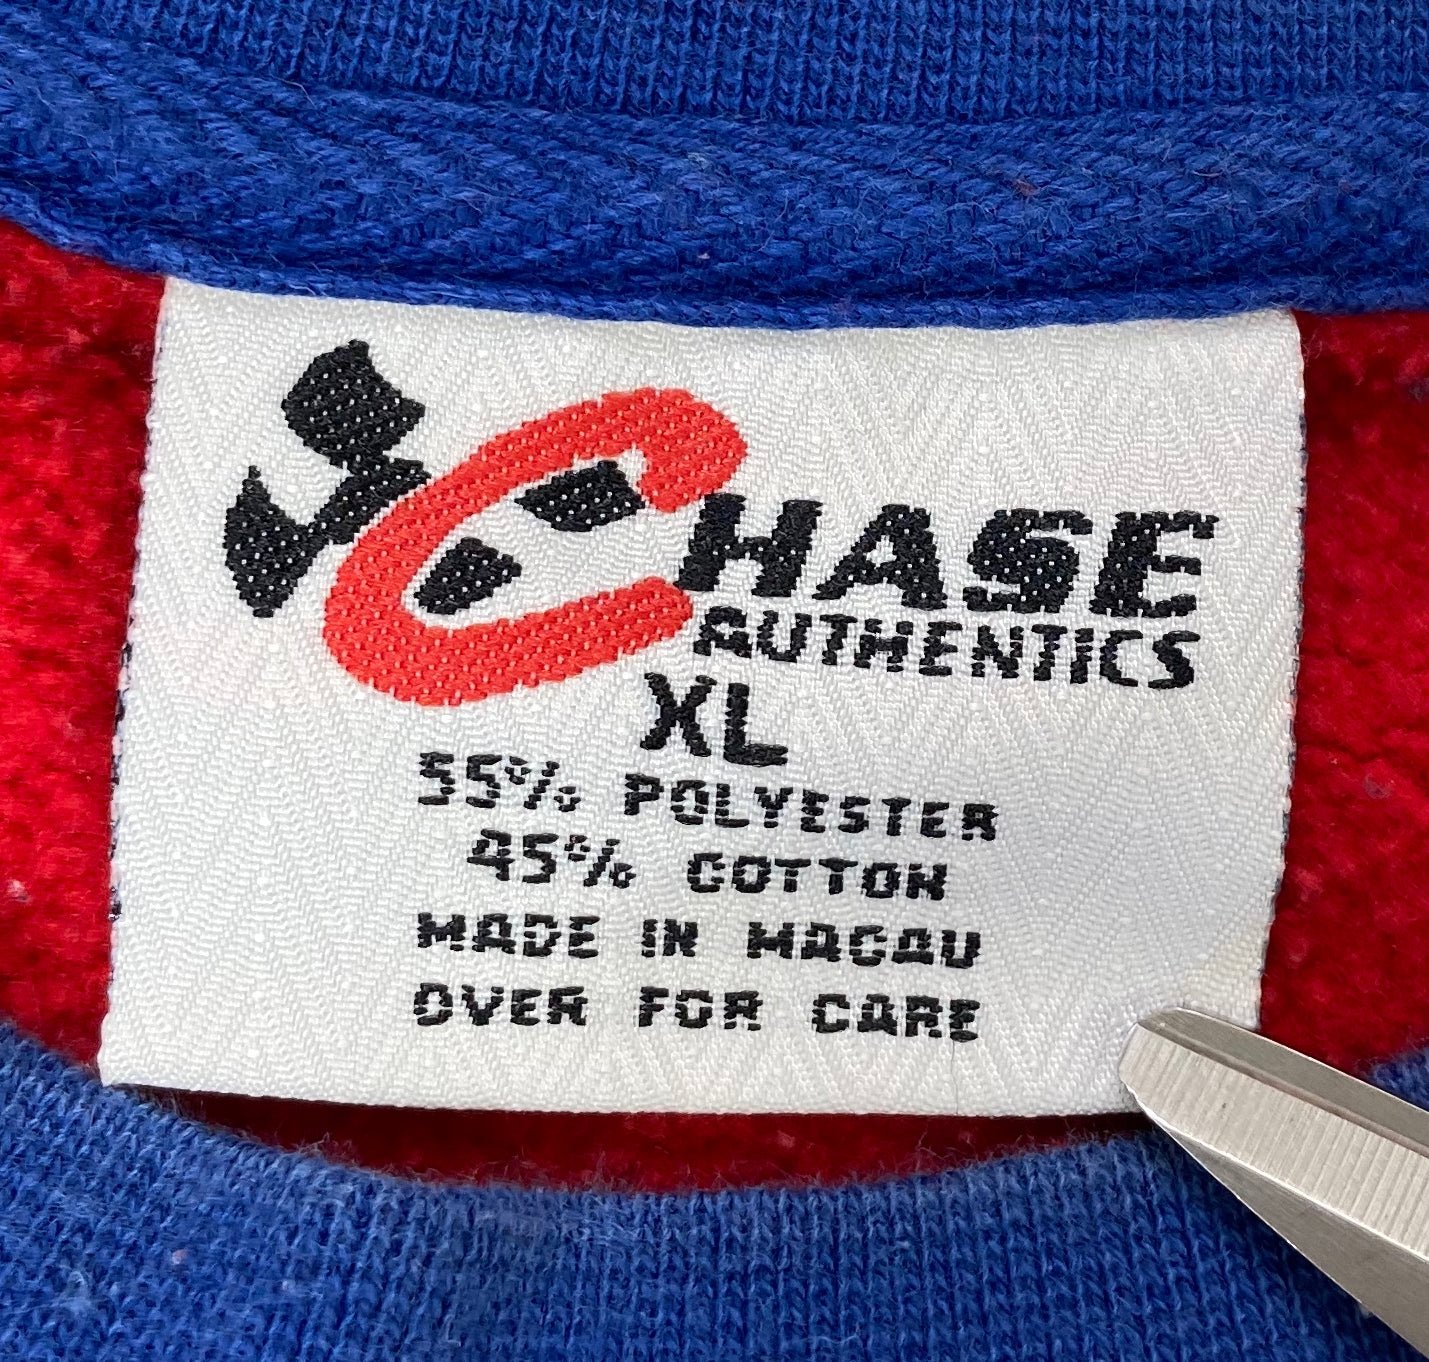 CHASE
AUTHENTICS
XL
55% POLYESTER
45% COTTON
MADE IN MACAU
OVER FOR CARE